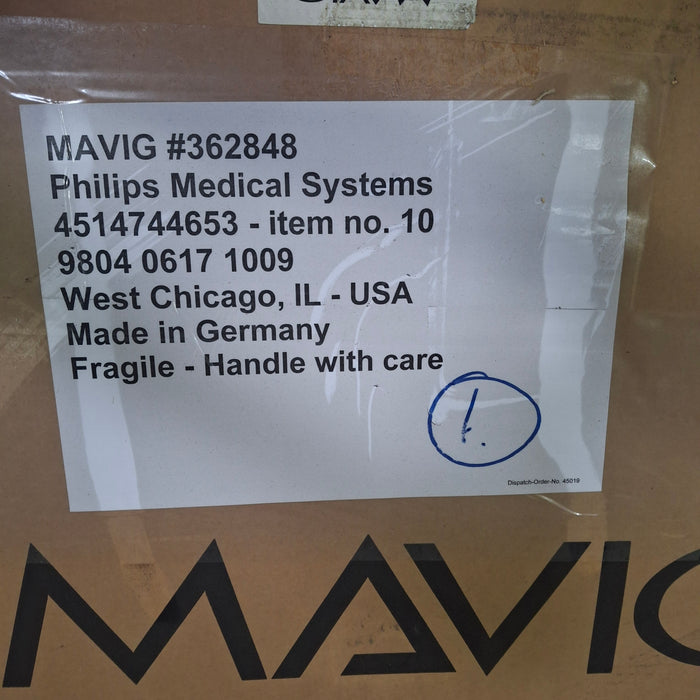 MAVIG #362848
Philips Medical Systems
4514744653 - item no. 10
9804 0617 1009
West Chicago, IL - USA
Made in Germany
Fragile - Handle with care
1.
Dispatch-Order-No. 45019
MAVIG